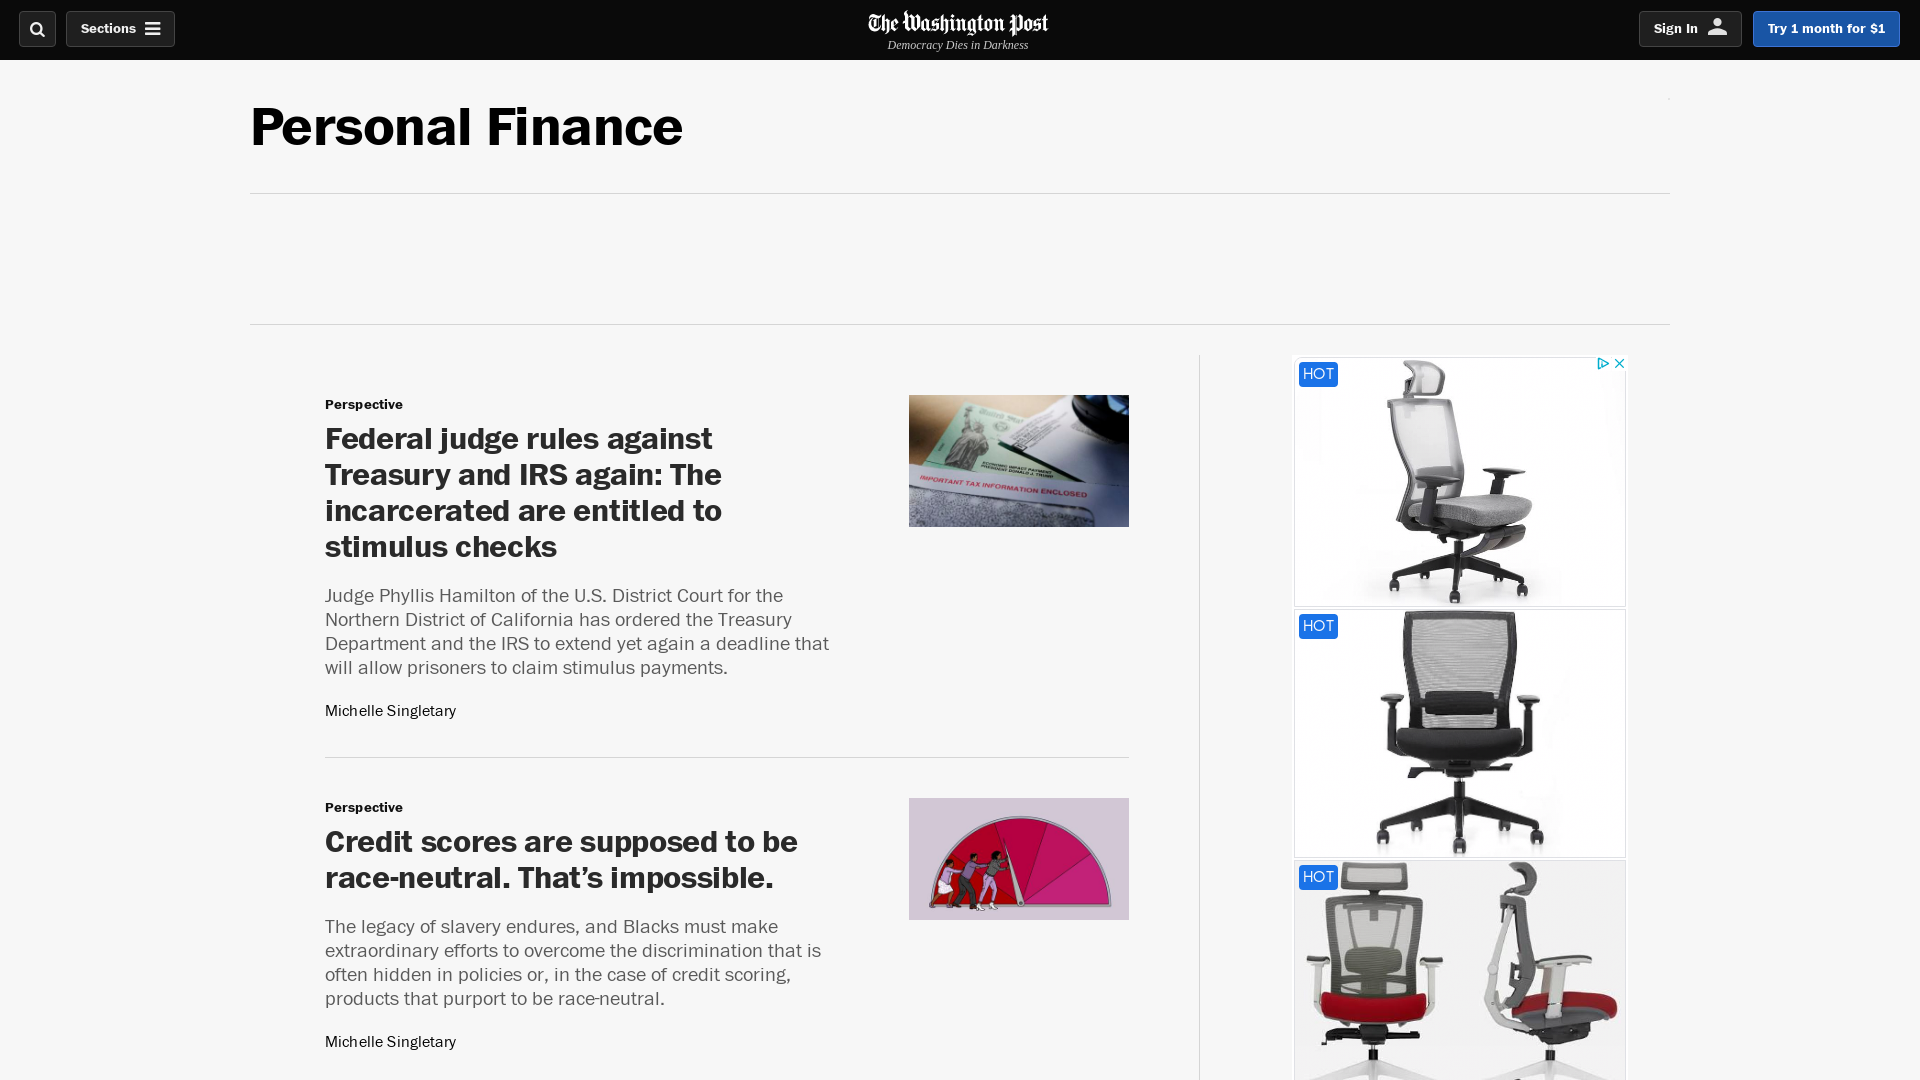 Sections
The Washington Post
Democracy Dies in Darkness
Sign In
Try 1 month for $1
Personal Finance
Perspective
Federal judge rules against
Treasury and IRS again: The
incarcerated are entitled to
stimulus checks
Judge Phyllis Hamilton of the U.S. District Court for the
Northern District of California has ordered the Treasury
Department and the IRS to extend yet again a deadline that
will allow prisoners to claim stimulus payments.
Michelle Singletary
ECONOMIC IMPACT PAYMENT
PRESIDENT DONALD J. TRUMP
IMPORTANT TAX INFORMATION ENCLOSED
Perspective
Credit scores are supposed to be
race-neutral. That’s impossible.
The legacy of slavery endures, and Blacks must make
extraordinary efforts to overcome the discrimination that is
often hidden in policies or, in the case of credit scoring,
products that purport to be race-neutral.
Michelle Singletary
HOT
HOT
HOT